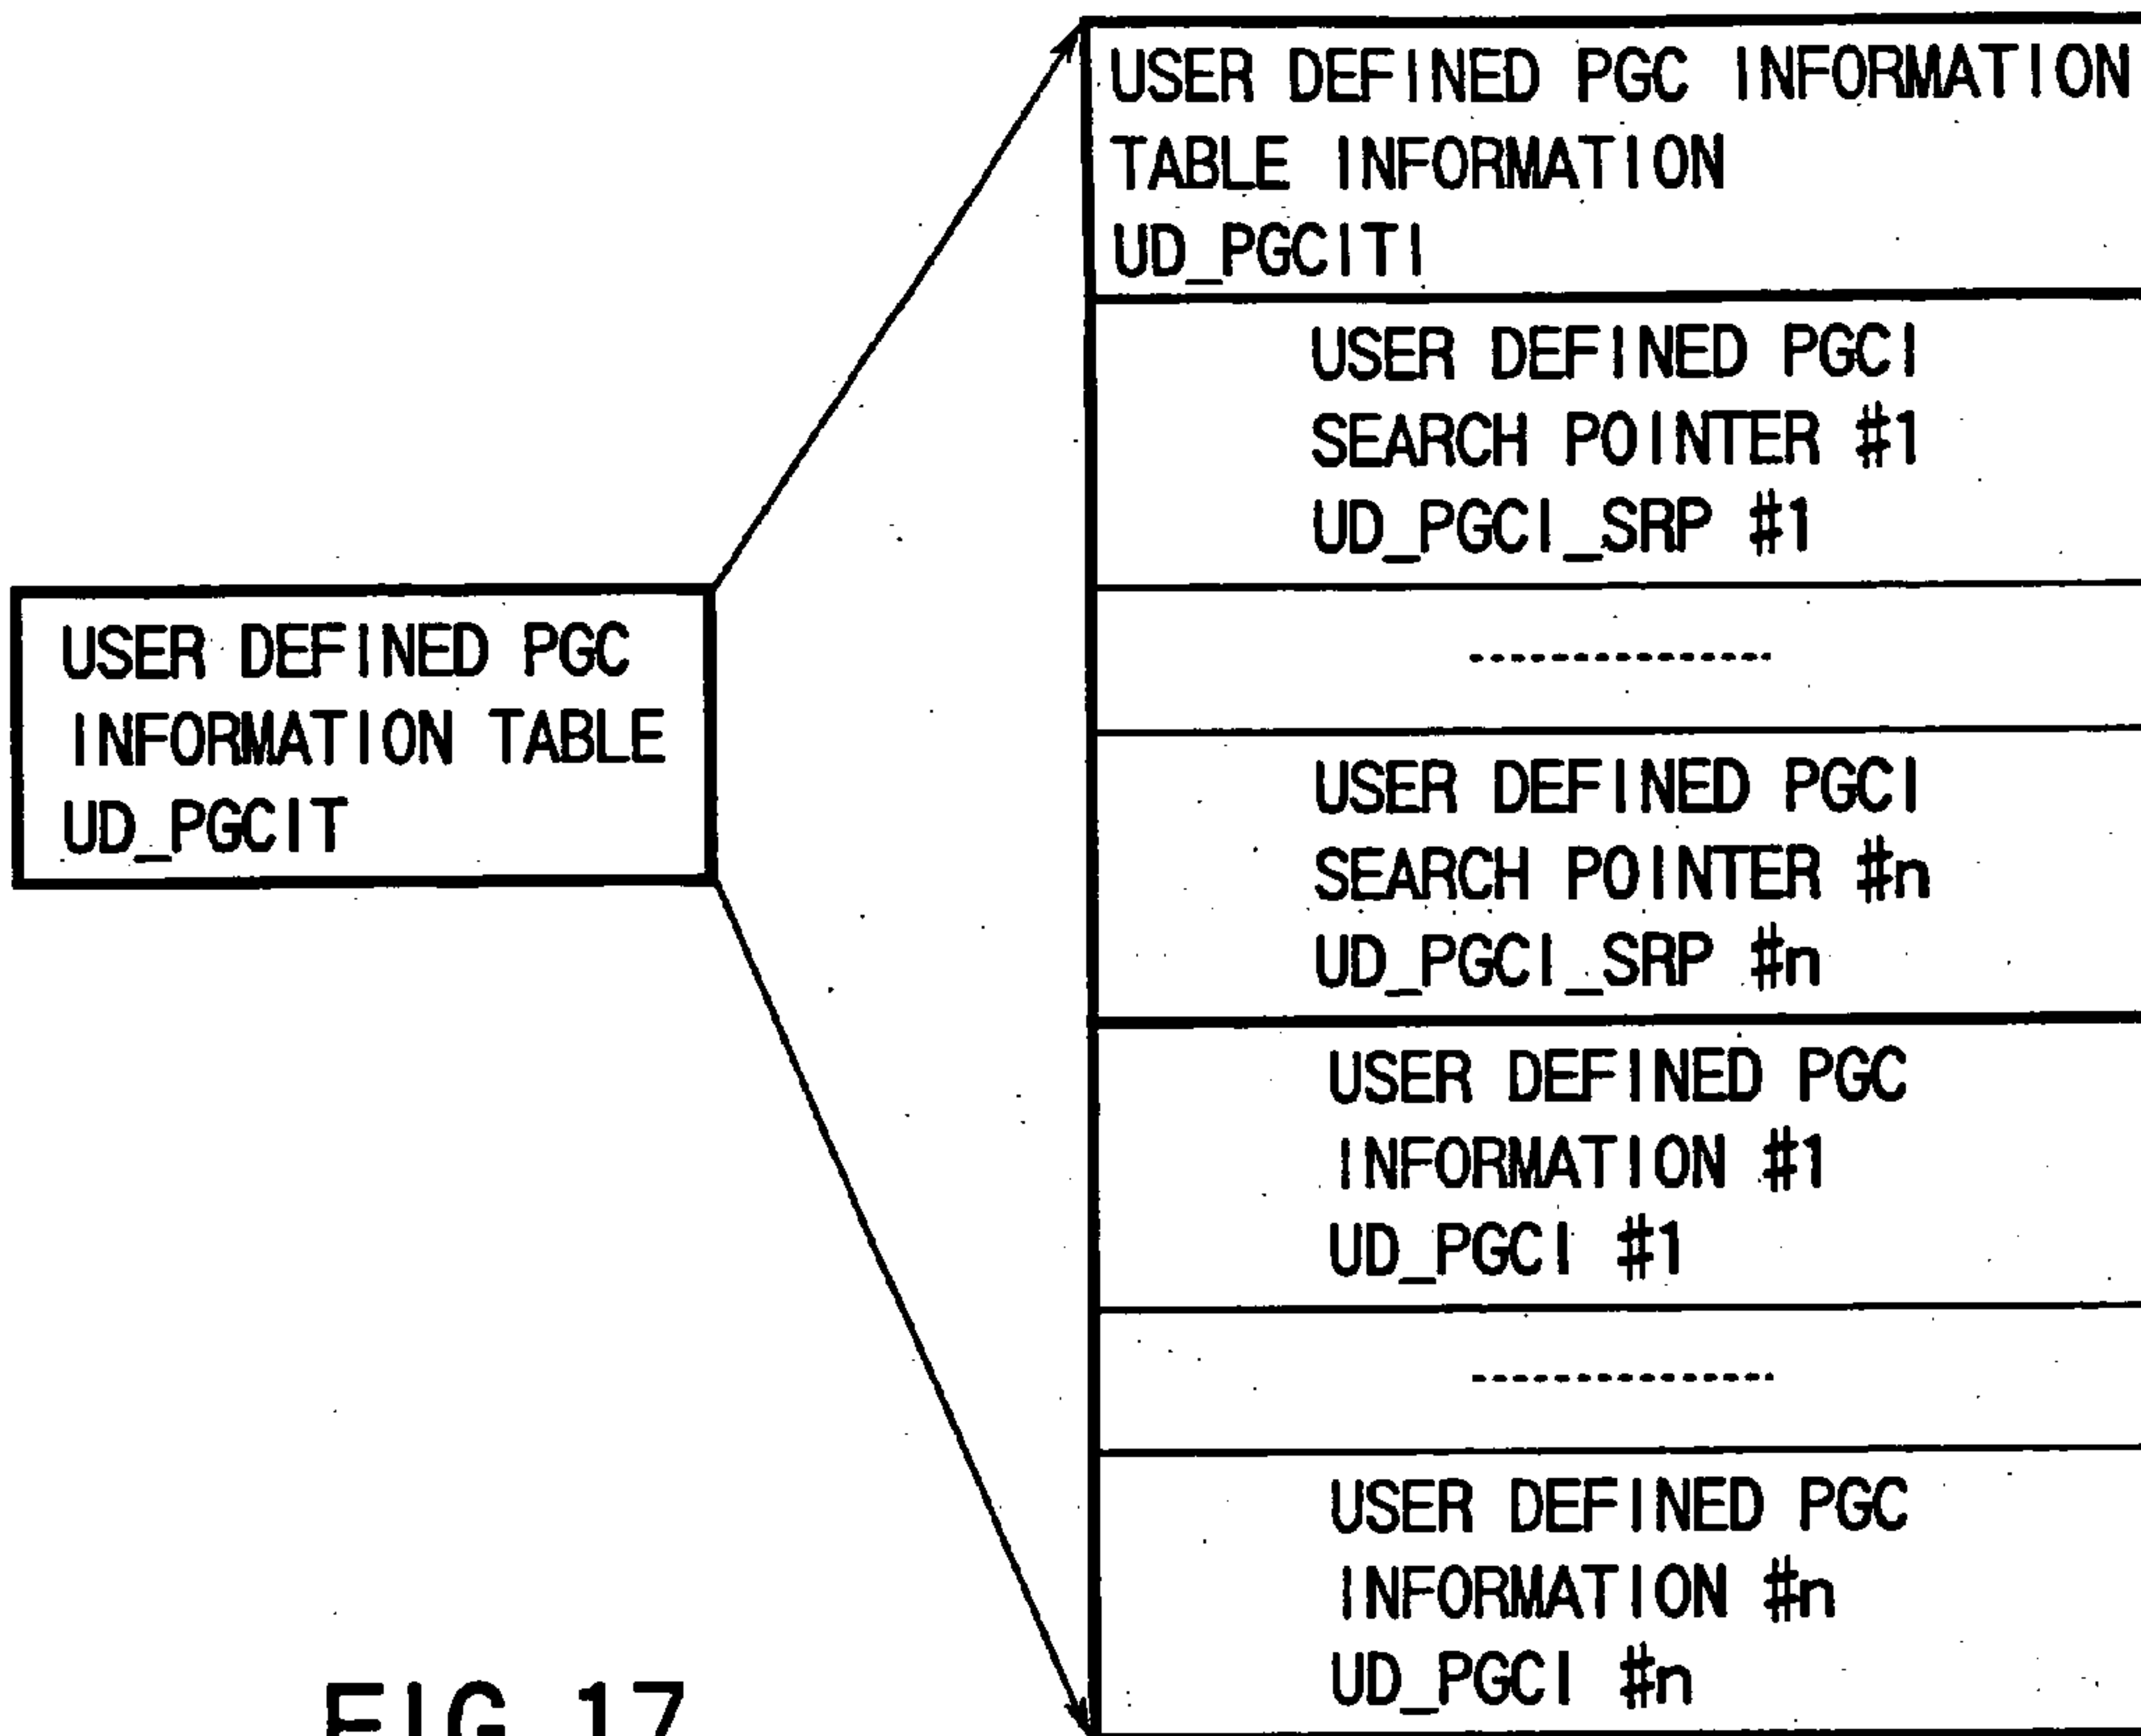 USER DEFINED PGC INFORMATION
TABLE INFORMATION
UD_PGCITI
USER DEFINED PGCI
SEARCH POINTER #1
UD_PGCI_SRP #1
----------------
USER DEFINED PGC
INFORMATION TABLE
UD_PGCIT
USER DEFINED PGCI
SEARCH POINTER #n
UD_PGCI_SRP #n
USER DEFINED PGC
INFORMATION #1
UD_PGCI #1
----------------
USER DEFINED PGC
INFORMATION #n
UD_PGCI #n
FIG. 17